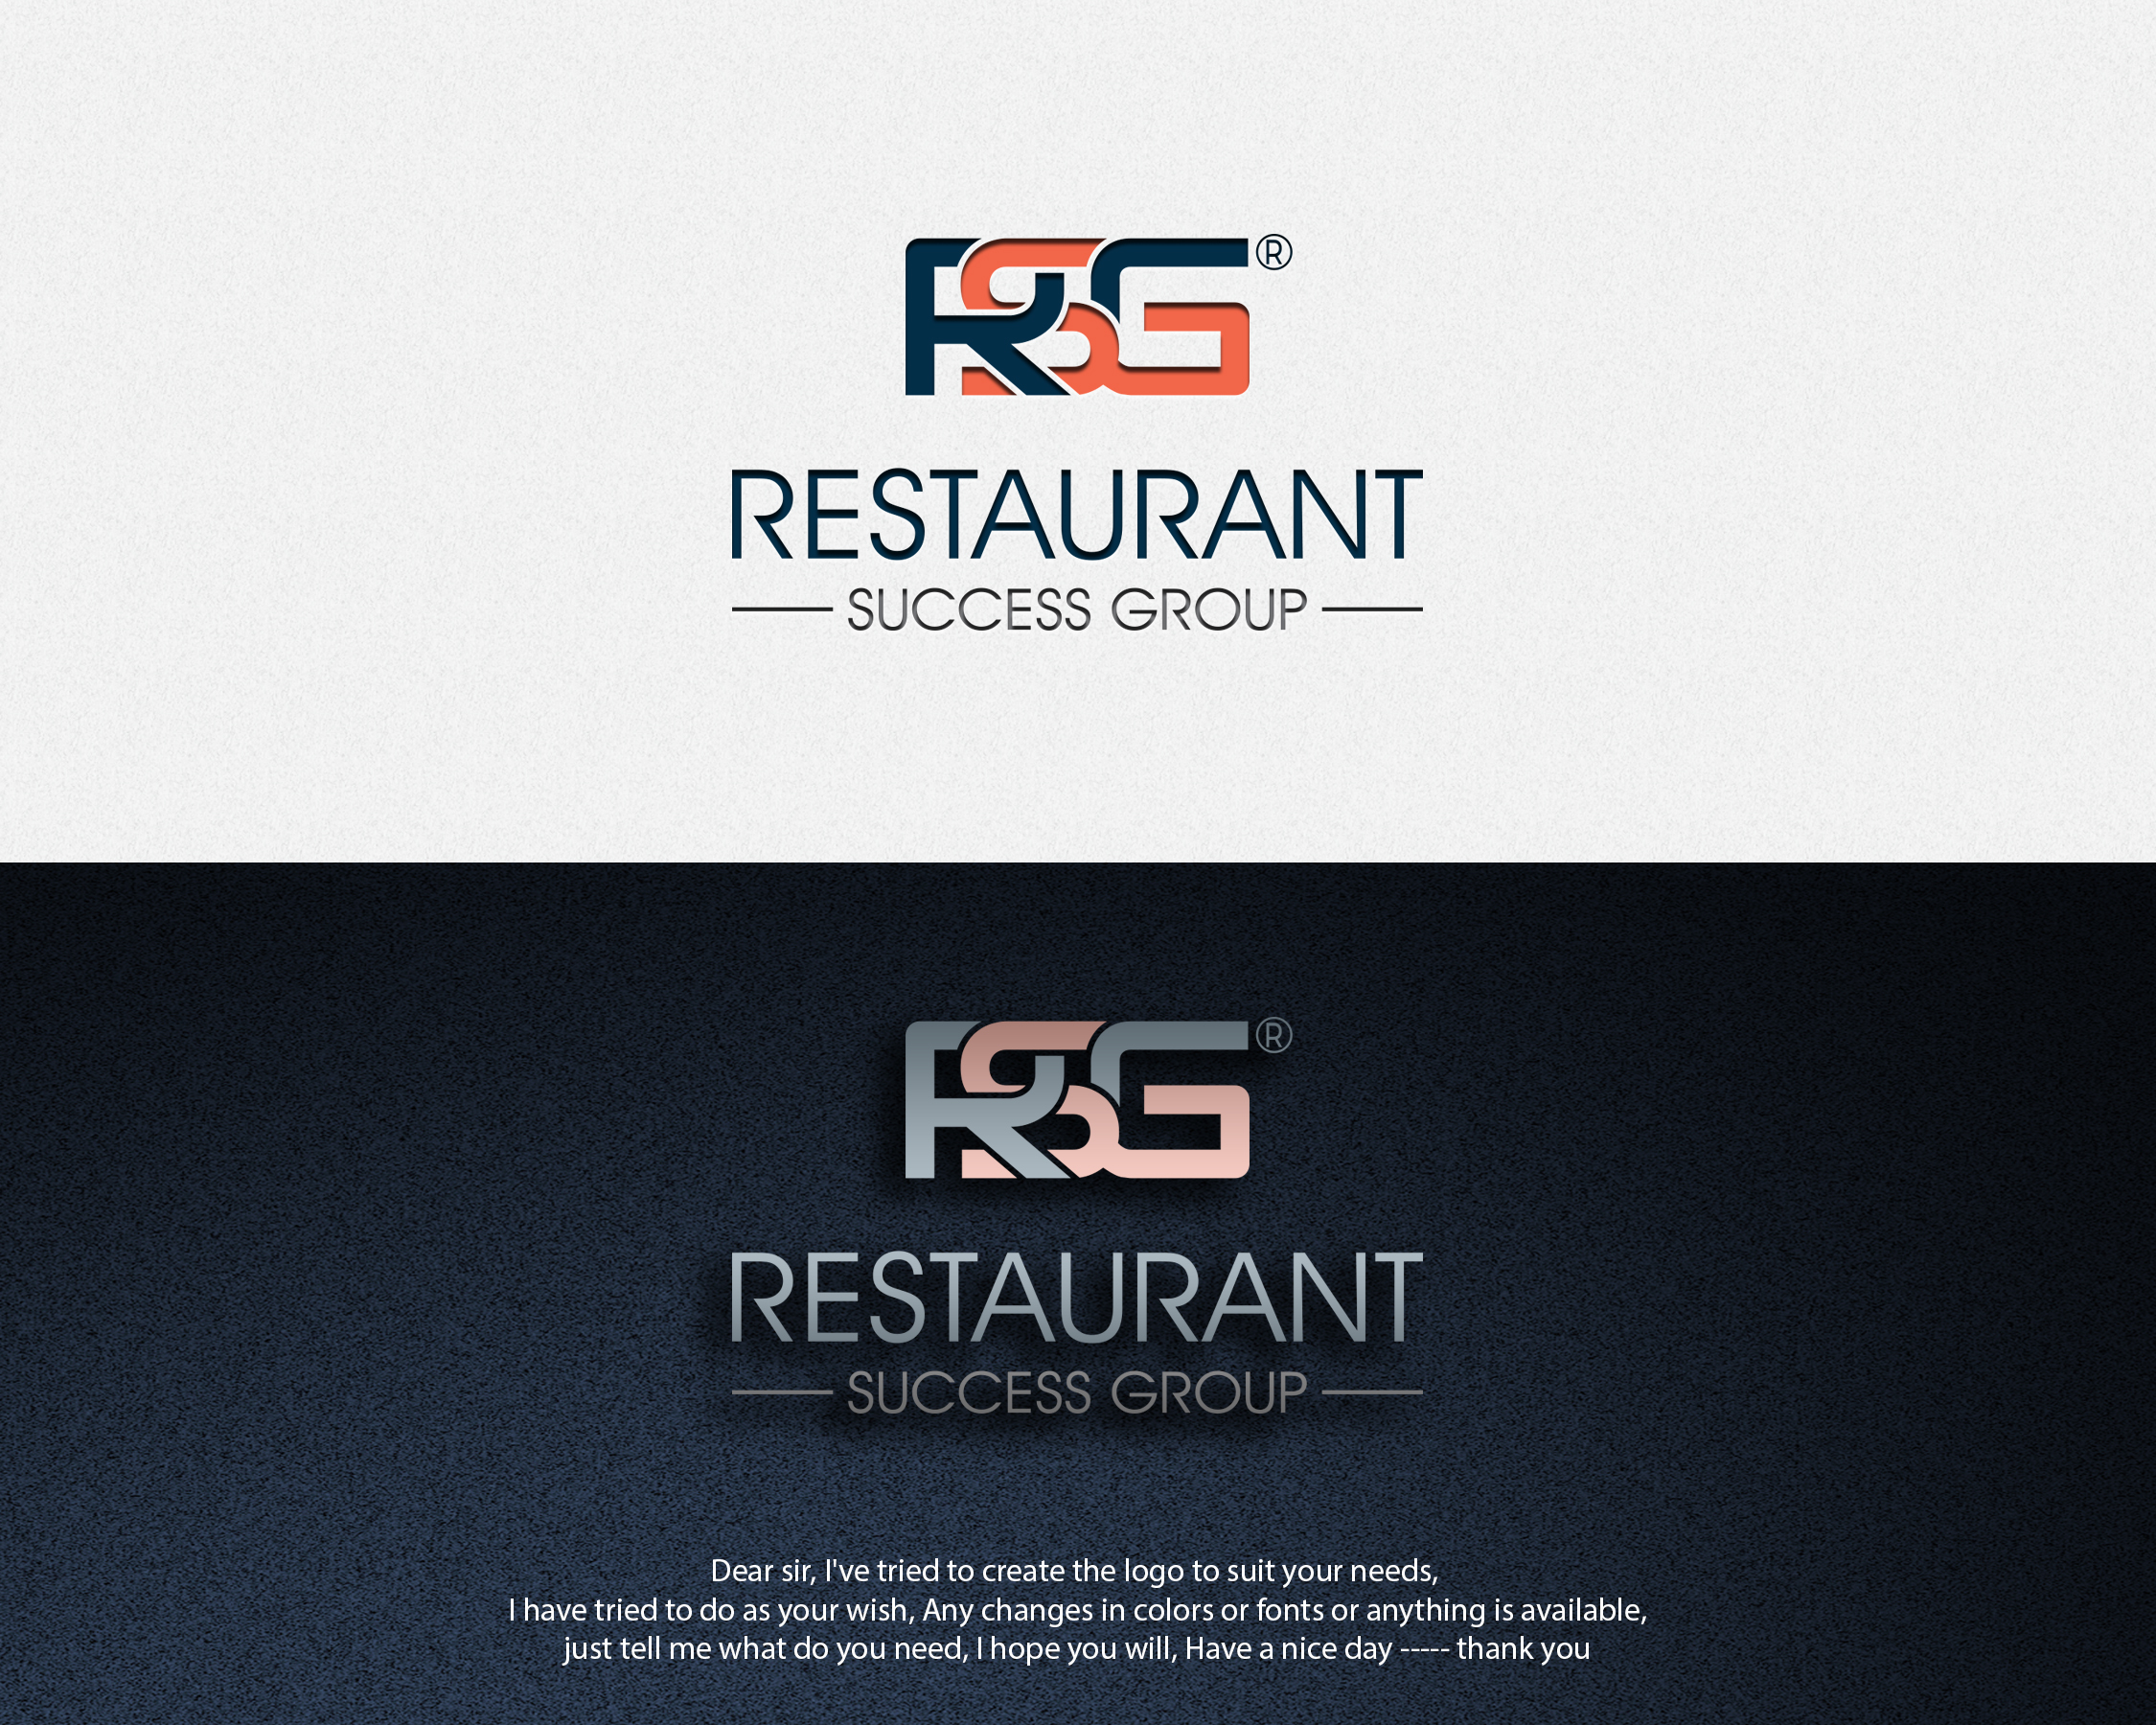 RSG®
RESTAURANT
SUCCESS GROUP
RSG®
RESTAURANT
SUCCESS GROUP
Dear sir, I've tried to create the logo to suit your needs,
I have tried to do as your wish, Any changes in colors or fonts or anything is available,
just tell me what do you need, I hope you will, Have a nice day ----- thank you